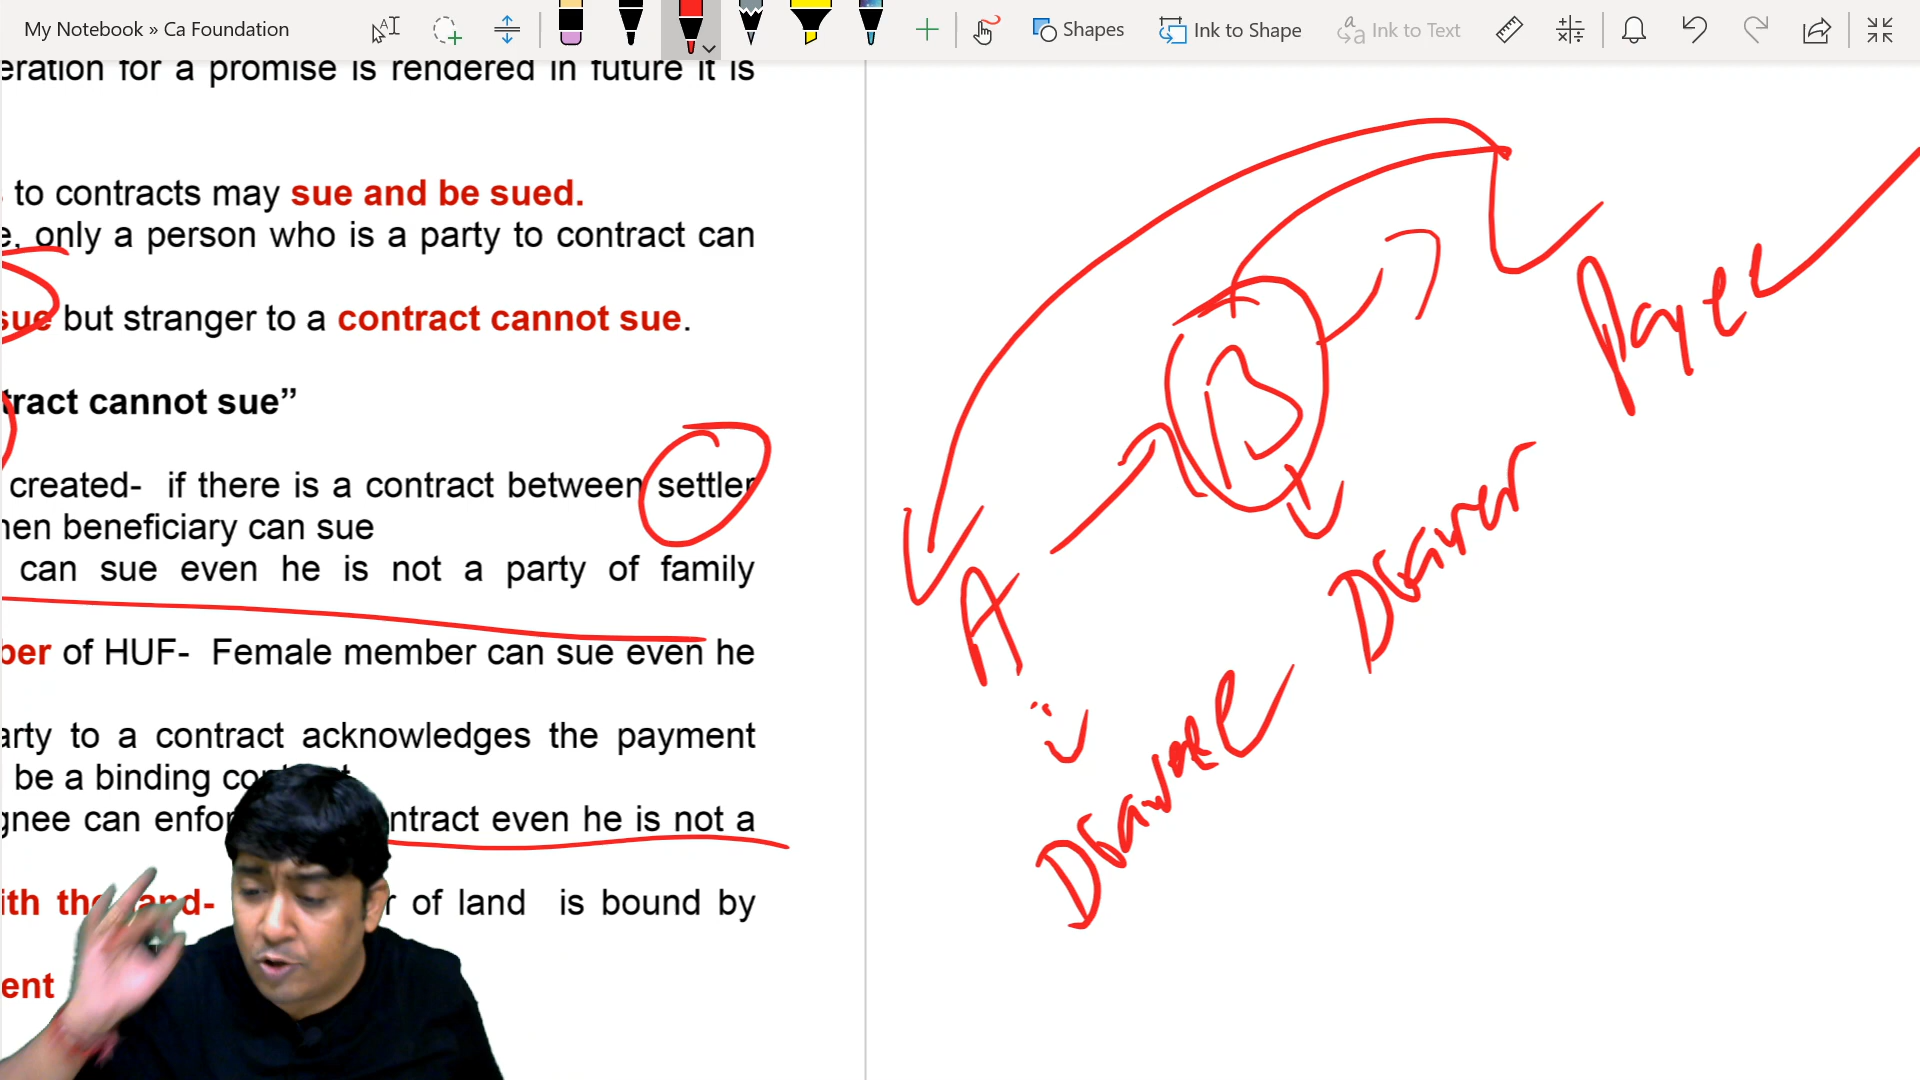 My Notebook » Ca Foundation
Shapes
Ink to Shape
Ink to Text
eration for a promise is rendered in future it is
to contracts may sue and be sued.
e, only a person who is a party to contract can
sue but stranger to a contract cannot sue.
tract cannot sue”
created- if there is a contract between settler
hen beneficiary can sue
can sue even he is not a party of family
ber of HUF- Female member can sue even he
arty to a contract acknowledges the payment
be a binding
gnee can ntract even he is not a
ith the land- of land is bound by
ent
B
Payee
A
Drawer
Drawee